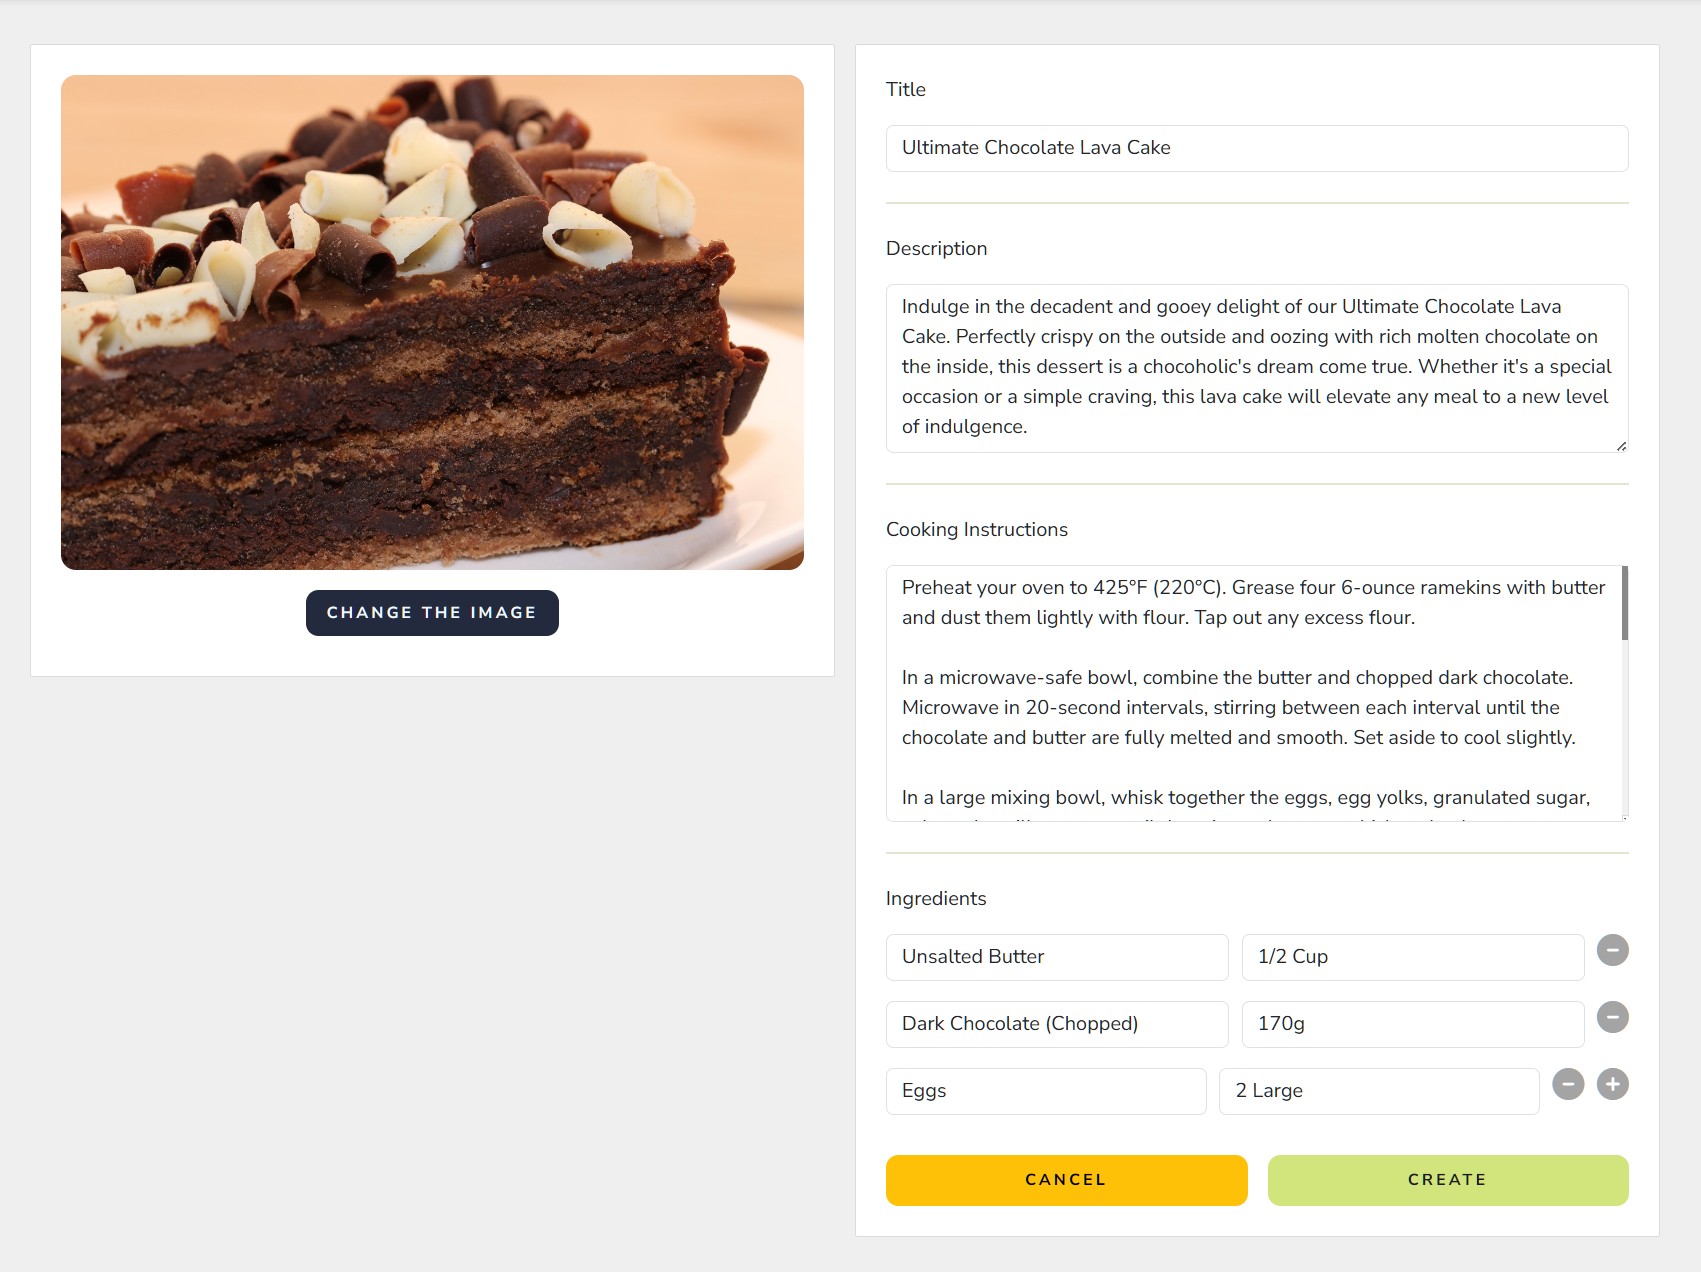 CHANGE THE IMAGE
Title
Ultimate Chocolate Lava Cake
Description
Indulge in the decadent and gooey delight of our Ultimate Chocolate Lava
Cake. Perfectly crispy on the outside and oozing with rich molten chocolate on
the inside, this dessert is a chocoholic's dream come true. Whether it's a special
occasion or a simple craving, this lava cake will elevate any meal to a new level
of indulgence.
Cooking Instructions
Preheat your oven to 425°F (220°C). Grease four 6-ounce ramekins with butter
and dust them lightly with flour. Tap out any excess flour.
In a microwave-safe bowl, combine the butter and chopped dark chocolate.
Microwave in 20-second intervals, stirring between each interval until the
chocolate and butter are fully melted and smooth. Set aside to cool slightly.
In a large mixing bowl, whisk together the eggs, egg yolks, granulated sugar,
Ingredients
Unsalted Butter 1/2 Cup
Dark Chocolate (Chopped) 170g
Eggs 2 Large
CANCEL CREATE